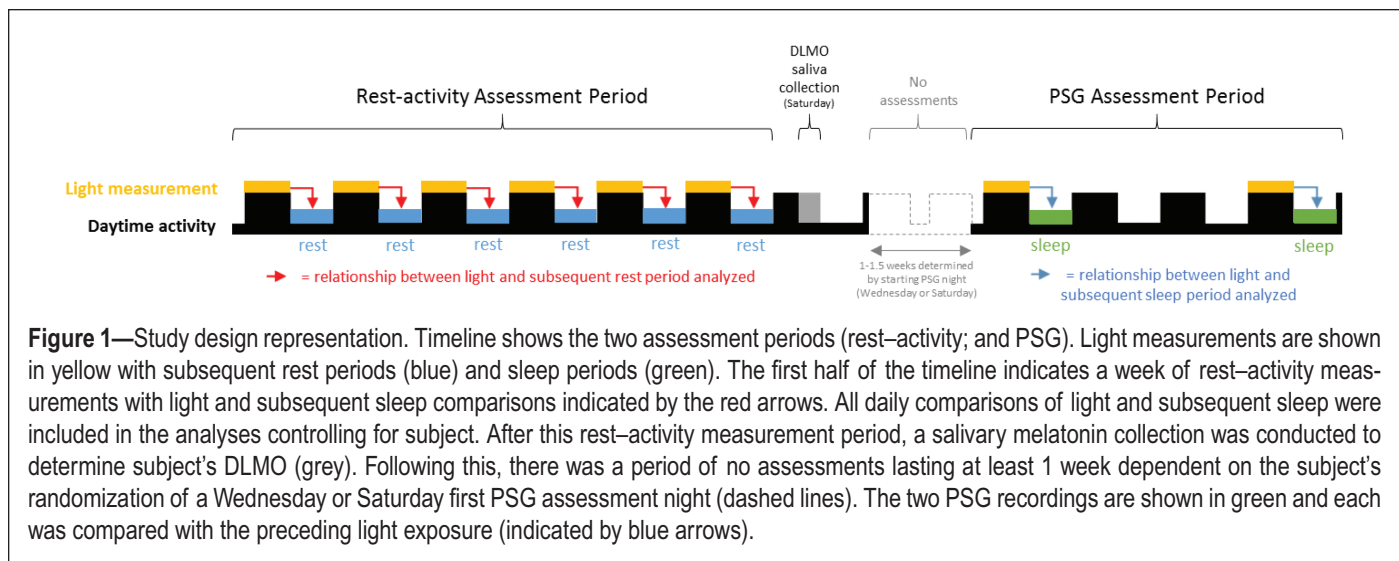 DLMO
saliva
collection
(Saturday)
No
assessments
Rest-activity Assessment Period
PSG Assessment Period
Light measurement
Daytime activity
rest
rest
rest
rest
rest
rest
sleep
sleep
= relationship between light and subsequent rest period analyzed
1-1.5 weeks determined
by starting PSG night
(Wednesday or Saturday)
= relationship between light and
subsequent sleep period analyzed
Figure 1—Study design representation. Timeline shows the two assessment periods (rest–activity; and PSG). Light measurements are shown
in yellow with subsequent rest periods (blue) and sleep periods (green). The first half of the timeline indicates a week of rest–activity meas-
urements with light and subsequent sleep comparisons indicated by the red arrows. All daily comparisons of light and subsequent sleep were
included in the analyses controlling for subject. After this rest–activity measurement period, a salivary melatonin collection was conducted to
determine subject's DLMO (grey). Following this, there was a period of no assessments lasting at least 1 week dependent on the subject's
randomization of a Wednesday or Saturday first PSG assessment night (dashed lines). The two PSG recordings are shown in green and each
was compared with the preceding light exposure (indicated by blue arrows).